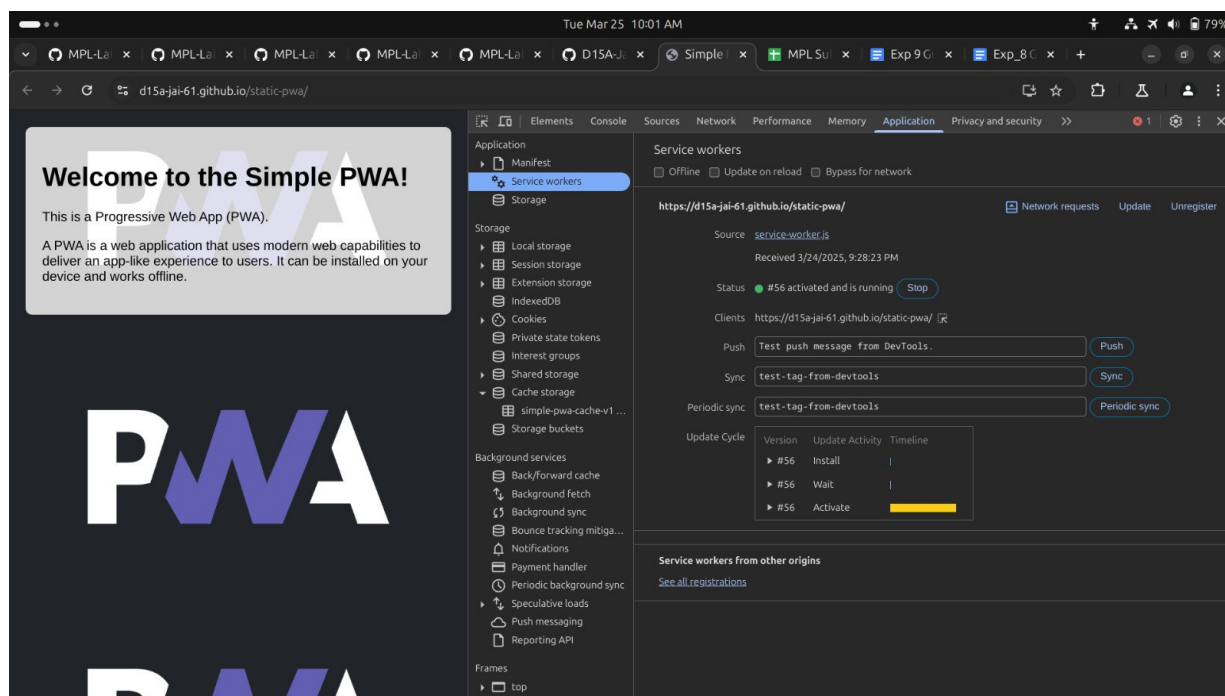 Tue Mar 25 10:01 AM
79%
MPL-La
MPL-La
MPL-La
MPL-La
MPL-La
D15A-Ja
Simple
MPL Su
Exp 9 G
Exp_8 G
d15a-jai-61.github.io/static-pwa/
Welcome to the Simple PWA!
This is a Progressive Web App (PWA).
A PWA is a web application that uses modern web capabilities to
deliver an app-like experience to users. It can be installed on your
device and works offline.
PWA
PWA
PWA
Elements Console Sources Network Performance Memory Application Privacy and security 1
Application
Manifest
Service workers
Storage
Storage
Local storage
Session storage
Extension storage
IndexedDB
Cookies
Private state tokens
Interest groups
Shared storage
Cache storage
simple-pwa-cache-v1 ...
Storage buckets
Background services
Back/forward cache
Background fetch
Background sync
Bounce tracking mitiga...
Notifications
Payment handler
Periodic background sync
Speculative loads
Push messaging
Reporting API
Frames
top
Service workers
Offline Update on reload Bypass for network
https://d15a-jai-61.github.io/static-pwa/ Network requests Update Unregister
Source service-worker.js
Received 3/24/2025, 9:28:23 PM
Status #56 activated and is running Stop
Clients https://d15a-jai-61.github.io/static-pwa/
Push Test push message from DevTools. Push
Sync test-tag-from-devtools Sync
Periodic sync test-tag-from-devtools Periodic sync
Update Cycle Version Update Activity Timeline
#56 Install
#56 Wait
#56 Activate
Service workers from other origins
See all registrations